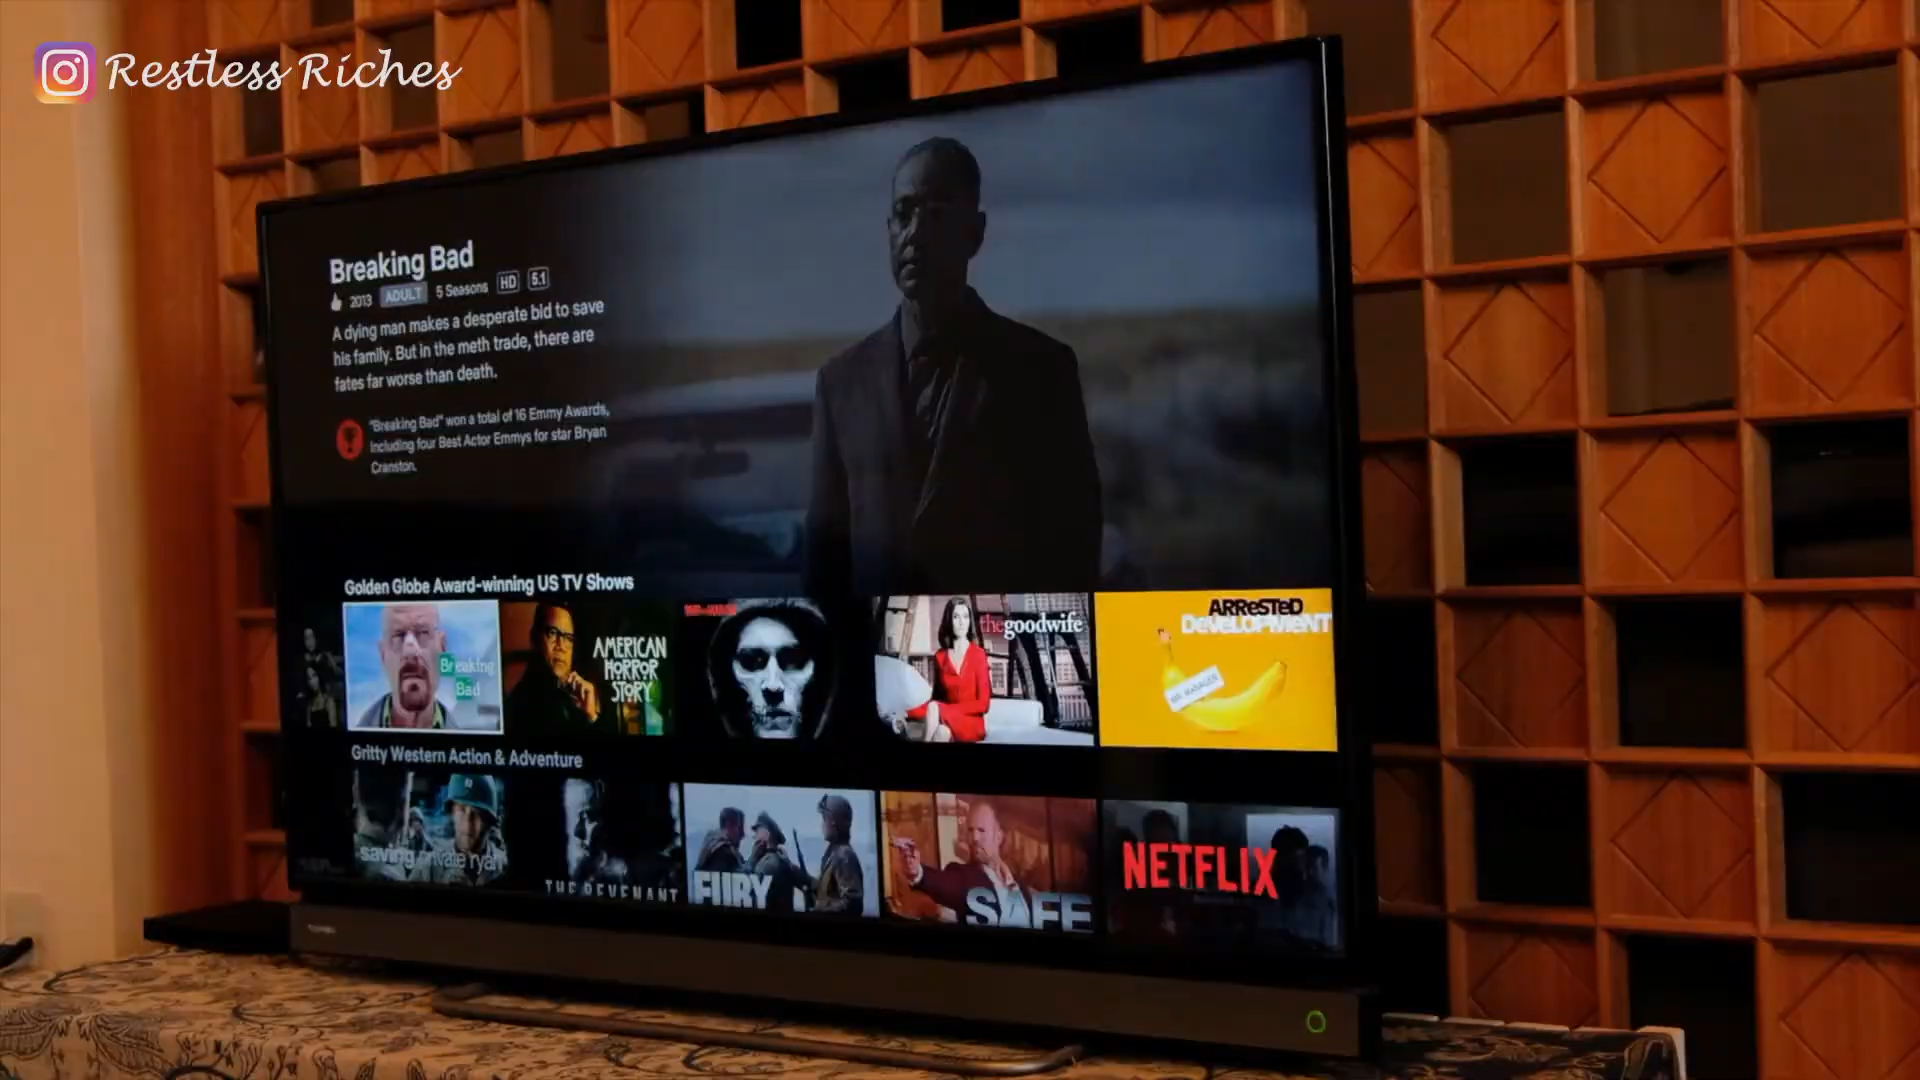 Restless Riches
Breaking Bad
2013 ADULT 5 Seasons HD 5.1
A dying man makes a desperate bid to save
his family. But in the meth trade, there are
fates far worse than death.
"Breaking Bad" won a total of 16 Emmy Awards,
including four Best Actor Emmys for star Bryan
Cranston.
Golden Globe Award-winning US TV Shows
Breaking
Bad
AMERICAN
HORROR
STORY
thegoodwife
ARResTeD
DeVeLOPMeNT
MR. MANAGER
Gritty Western Action & Adventure
saving private ryan
THE REVENANT
FURY
SAFE
NETFLIX